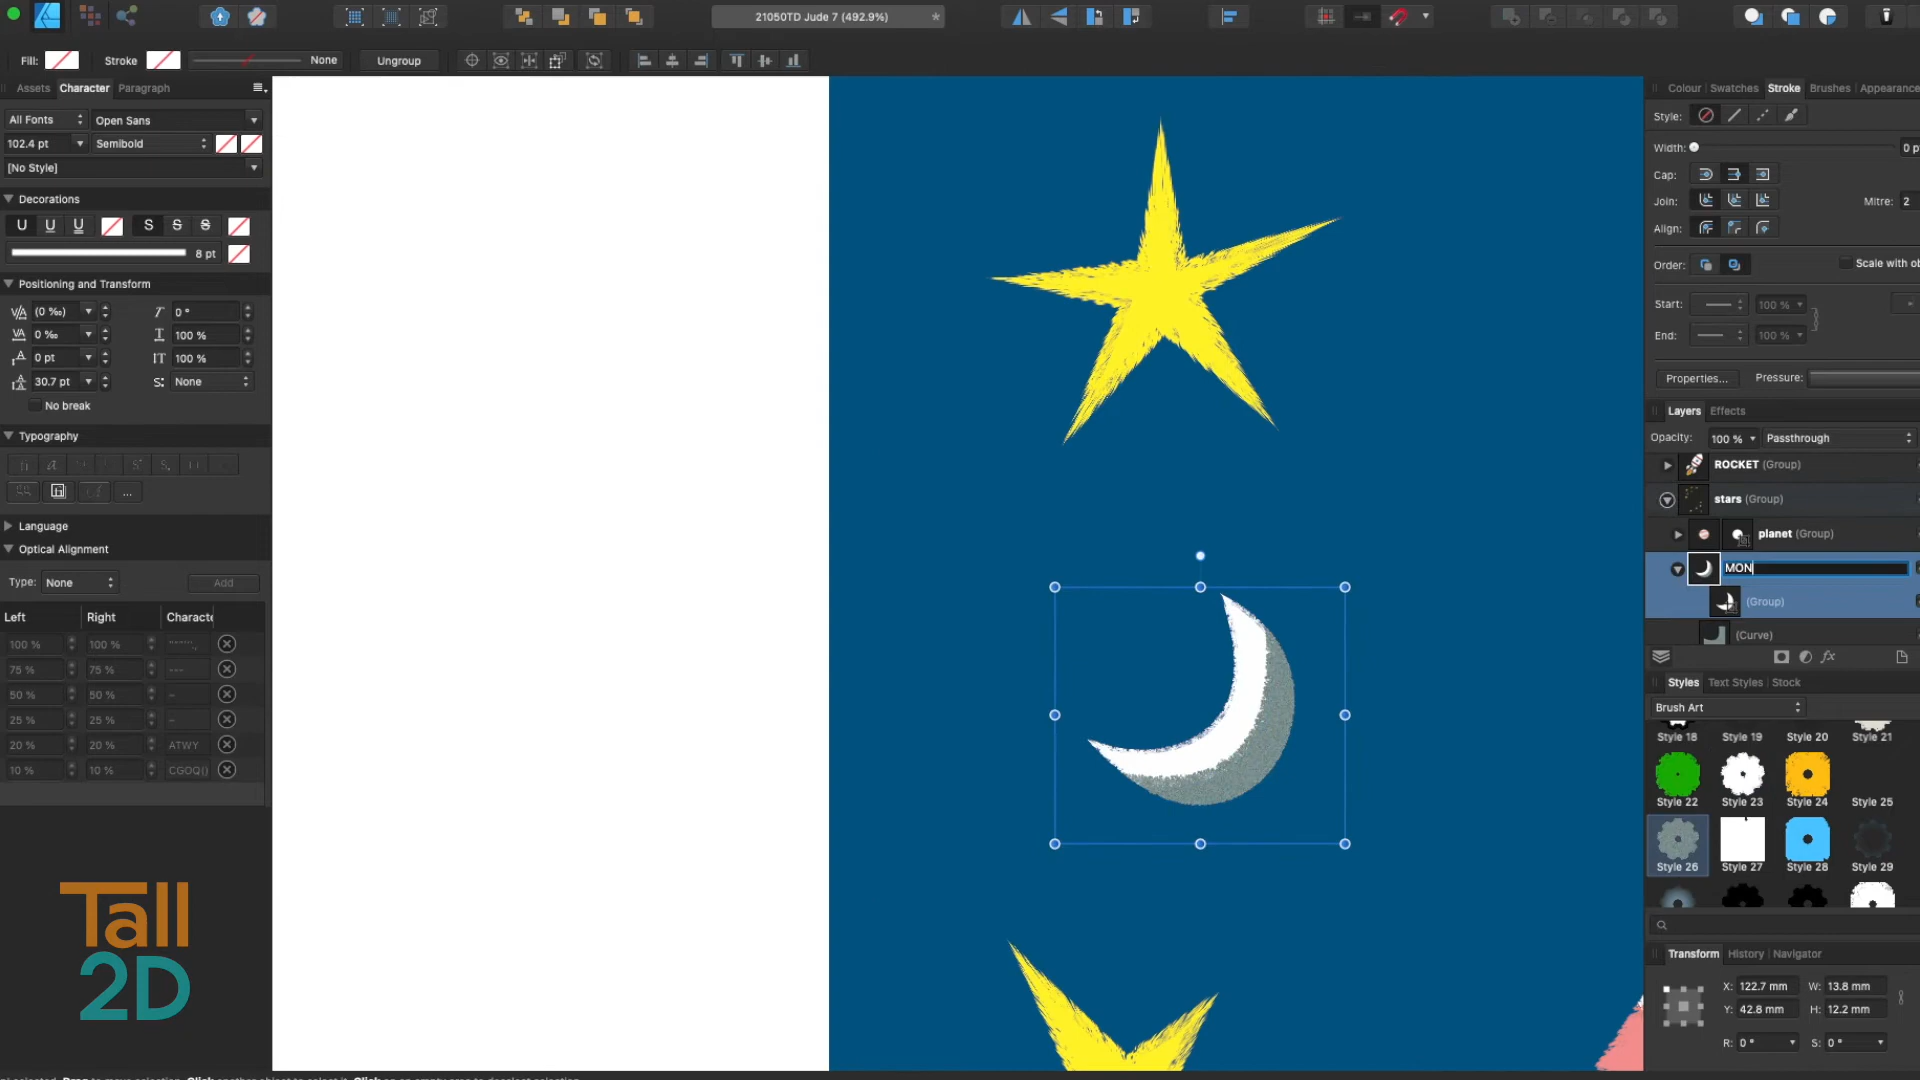 21050TD Jude 7 (492.9%)
*
Fill:
Stroke
None
Ungroup
Assets
Character
Paragraph
All Fonts
Open Sans
102.4 pt
Semibold
[No Style]
Decorations
U U U S S S
8 pt
Positioning and Transform
(0 ‰)
0 °
0 ‰
100 %
0 pt
100 %
30.7 pt
None
No break
Typography
...
Language
Optical Alignment
Type:
None
Add
Left
Right
Characte
100 %
100 %
75 %
75 %
50 %
50 %
25 %
25 %
20 %
20 %
ATWY
10 %
10 %
CGOQ()
Tall
2D
Colour
Swatches
Stroke
Brushes
Appearance
Style:
Width:
0 p
Cap:
Join:
Mitre:
2
Align:
Order:
Scale with ob
Start:
100 %
End:
100 %
Properties...
Pressure:
Layers
Effects
Opacity:
100 %
Passthrough
ROCKET (Group)
stars (Group)
planet (Group)
MON
(Group)
(Curve)
fx
Styles
Text Styles
Stock
Brush Art
Style 18
Style 19
Style 20
Style 21
Style 22
Style 23
Style 24
Style 25
Style 26
Style 27
Style 28
Style 29
Transform
History
Navigator
X: 122.7 mm
W: 13.8 mm
Y: 42.8 mm
H: 12.2 mm
R: 0 °
S: 0 °